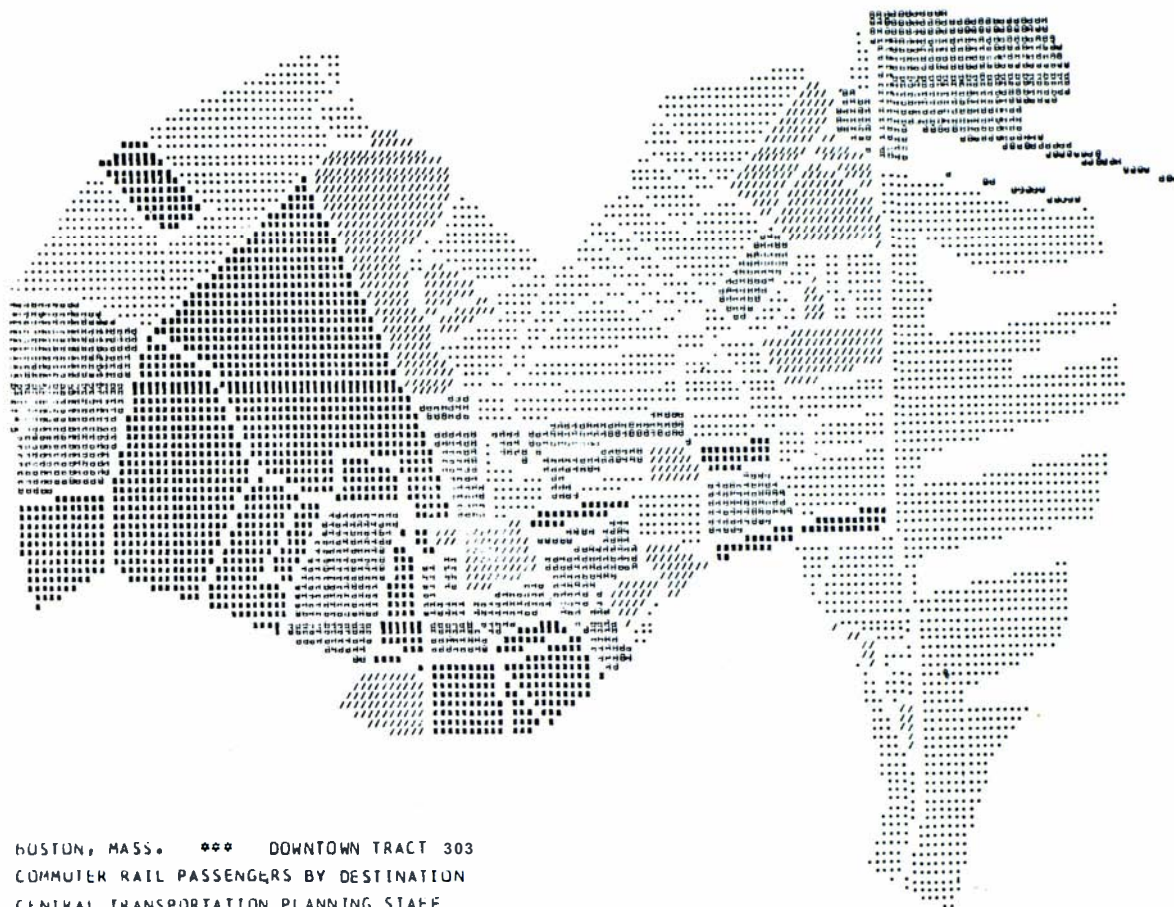 BOSTON, MASS. *** DOWNTOWN TRACT 303
COMMUTER RAIL PASSENGERS BY DESTINATION
CENTRAL TRANSPORTATION PLANNING STAFF